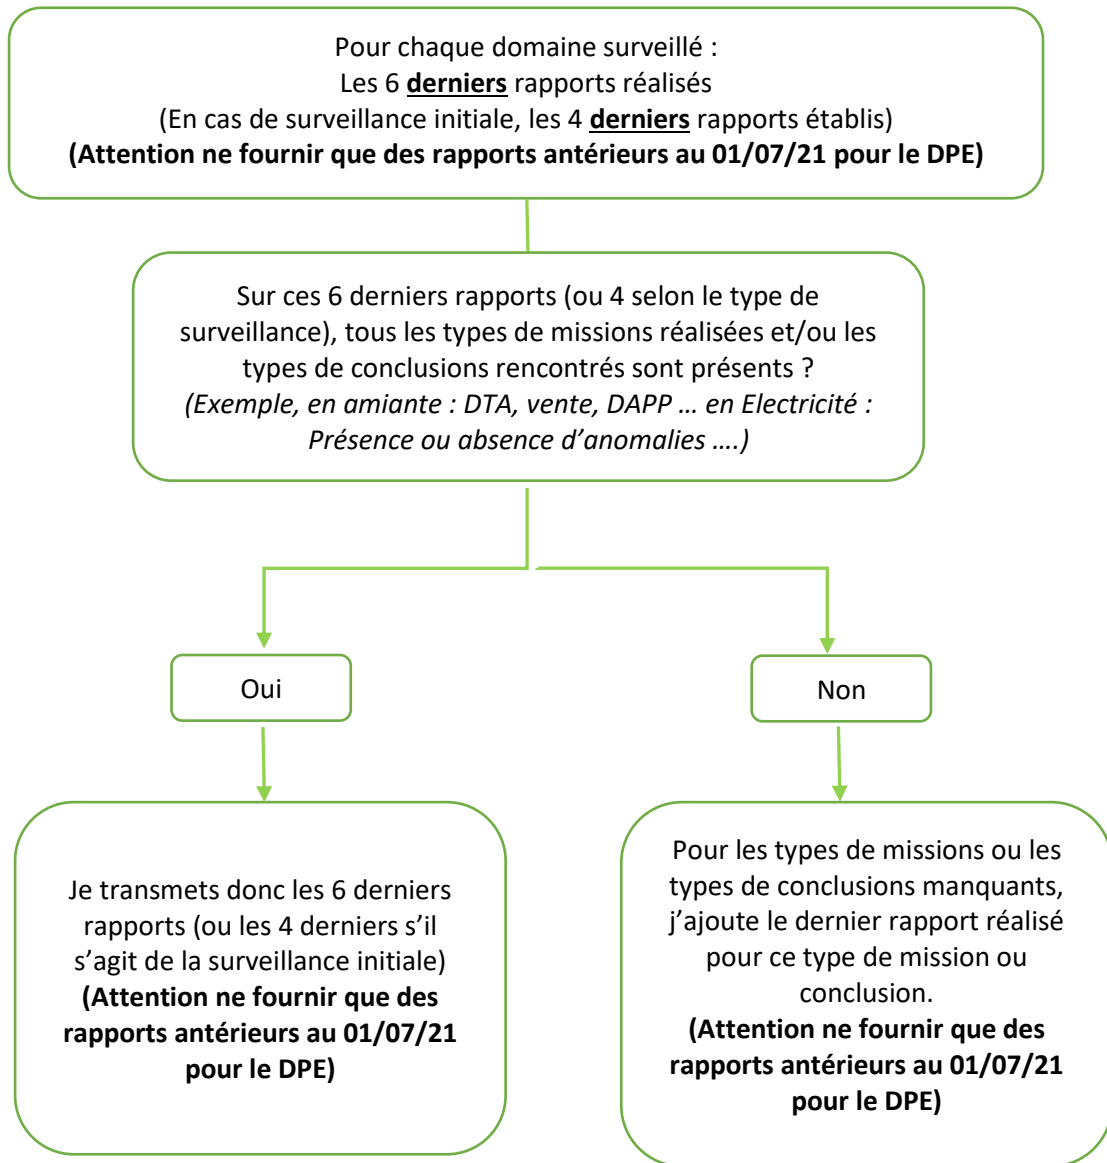 Pour chaque domaine surveillé :
Les 6 derniers rapports réalisés
(En cas de surveillance initiale, les 4 derniers rapports établis)
(Attention ne fournir que des rapports antérieurs au 01/07/21 pour le DPE)
Sur ces 6 derniers rapports (ou 4 selon le type de
surveillance), tous les types de missions réalisées et/ou les
types de conclusions rencontrés sont présents ?
(Exemple, en amiante : DTA, vente, DAPP … en Electricité :
Présence ou absence d’anomalies ….)
Oui
Non
Je transmets donc les 6 derniers
rapports (ou les 4 derniers s’il
s’agit de la surveillance initiale)
(Attention ne fournir que des
rapports antérieurs au 01/07/21
pour le DPE)
Pour les types de missions ou les
types de conclusions manquants,
j’ajoute le dernier rapport réalisé
pour ce type de mission ou
conclusion.
(Attention ne fournir que des
rapports antérieurs au 01/07/21
pour le DPE)